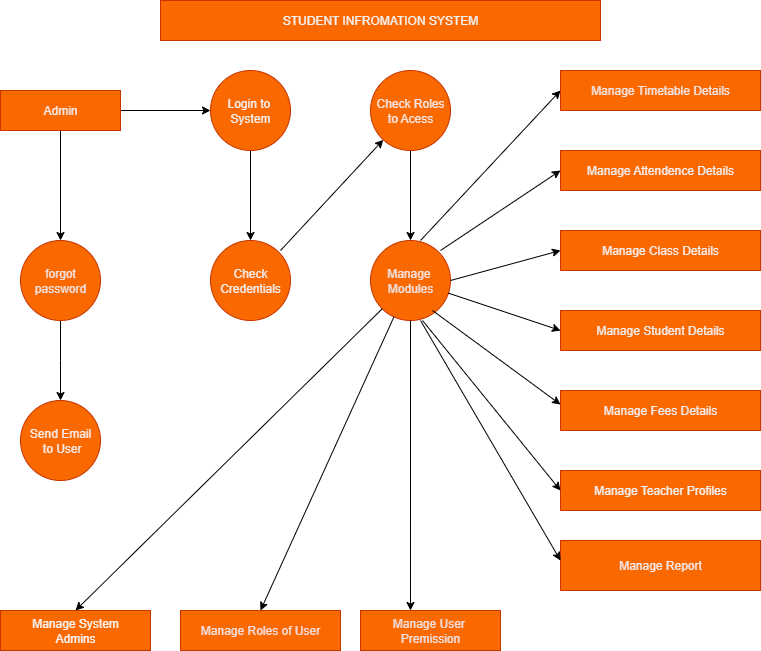 STUDENT INFROMATION SYSTEM
Admin
Login to
System
Check Roles
to Acess
Manage Timetable Details
Manage Attendence Details
Manage Class Details
forgot
password
Check
Credentials
Manage
Modules
Manage Student Details
Manage Fees Details
Send Email
to User
Manage Teacher Profiles
Manage Report
Manage System
Admins
Manage Roles of User
Manage User
Premission